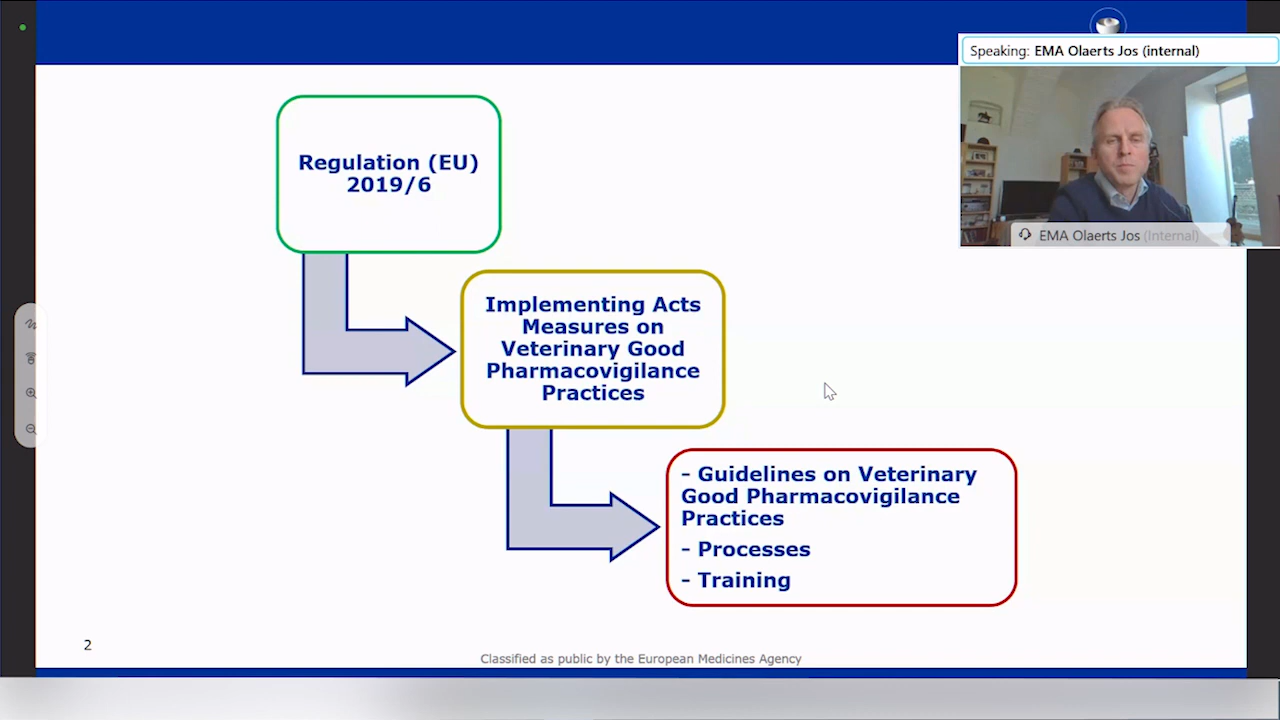 Speaking: EMA Olaerts Jos (internal)
EMA Olaerts Jos (Internal)
Regulation (EU)
2019/6
Implementing Acts
Measures on
Veterinary Good
Pharmacovigilance
Practices
- Guidelines on Veterinary
Good Pharmacovigilance
Practices
- Processes
- Training
2
Classified as public by the European Medicines Agency